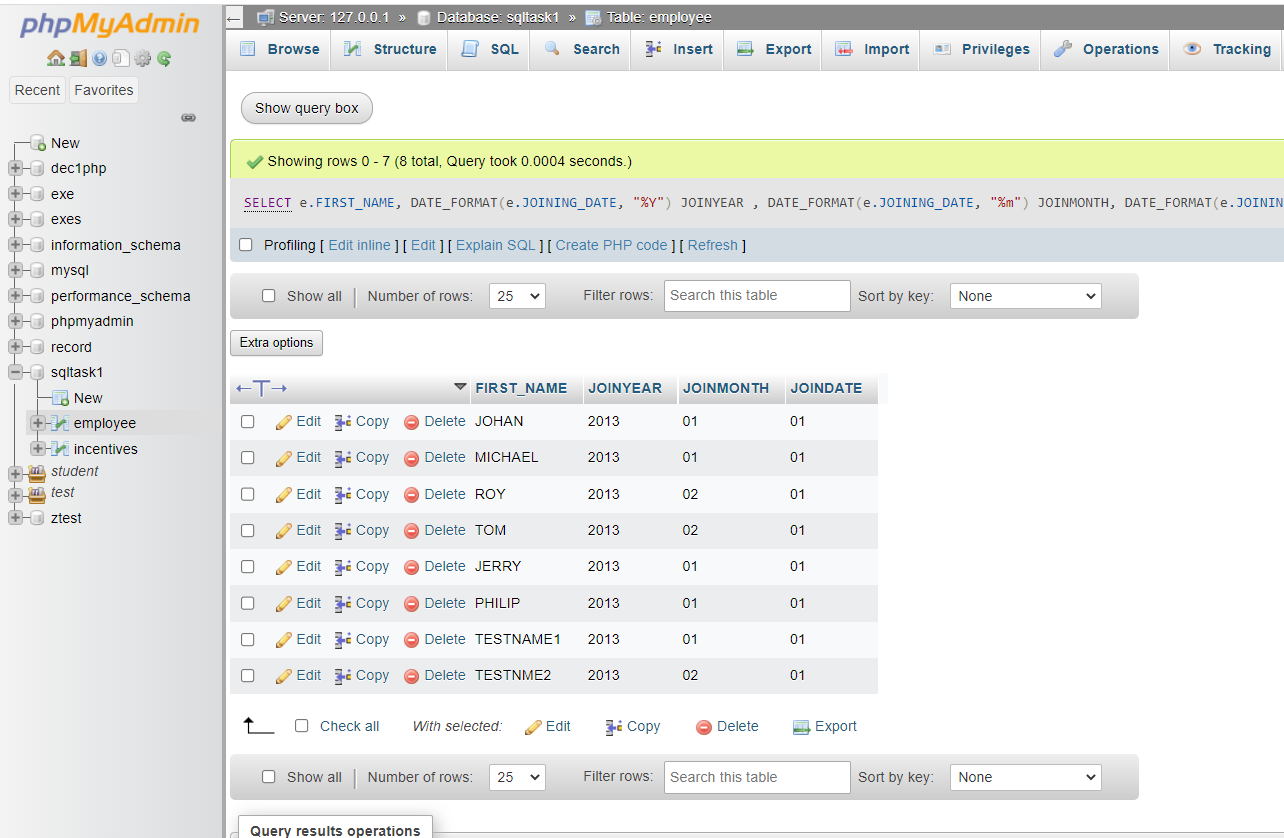 phpMyAdmin
Recent Favorites
New
dec1php
exe
exes
information_schema
mysql
performance_schema
phpmyadmin
record
sqltask1
New
employee
incentives
student
test
ztest
Server: 127.0.0.1 » Database: sqltask1 » Table: employee
Browse Structure SQL Search Insert Export Import Privileges Operations Tracking
Show query box
Showing rows 0 - 7 (8 total, Query took 0.0004 seconds.)
SELECT e.FIRST_NAME, DATE_FORMAT(e.JOINING_DATE, "%Y") JOINYEAR , DATE_FORMAT(e.JOINING_DATE, "%m") JOINMONTH, DATE_FORMAT(e.JOININ
Profiling [ Edit inline ] [ Edit ] [ Explain SQL ] [ Create PHP code ] [ Refresh ]
Show all | Number of rows: 25 Filter rows: Search this table Sort by key: None
Extra options
←T→ FIRST_NAME JOINYEAR JOINMONTH JOINDATE
Edit Copy Delete JOHAN 2013 01 01
Edit Copy Delete MICHAEL 2013 01 01
Edit Copy Delete ROY 2013 02 01
Edit Copy Delete TOM 2013 02 01
Edit Copy Delete JERRY 2013 01 01
Edit Copy Delete PHILIP 2013 01 01
Edit Copy Delete TESTNAME1 2013 01 01
Edit Copy Delete TESTNME2 2013 02 01
Check all With selected: Edit Copy Delete Export
Show all | Number of rows: 25 Filter rows: Search this table Sort by key: None
Query results operations